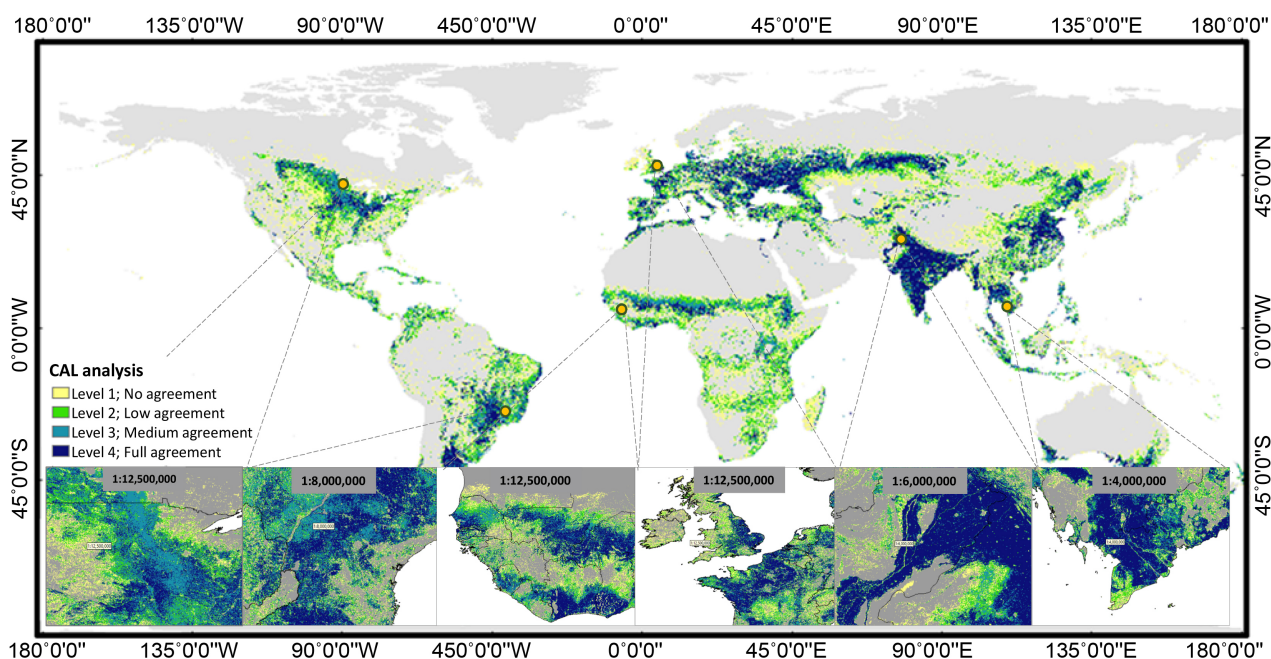 180°0'0" 135°0'0"W 90°0'0"W 450°0'0"W 0°0'0" 45°0'0"E 90°0'0"E 135°0'0"E 180°0'0"
45°0'0"N
45°0'0"N
0°0'0"W
0°0'0"W
CAL analysis
Level 1; No agreement
Level 2; Low agreement
Level 3; Medium agreement
Level 4; Full agreement
45°0'0"S
45°0'0"S
1:12,500,000
1:8,000,000
1:12,500,000
1:12,500,000
1:6,000,000
1:4,000,000
180°0'0" 135°0'0"W 90°0'0"W 450°0'0"W 0°0'0" 45°0'0"E 90°0'0"E 135°0'0"E 180°0'0"